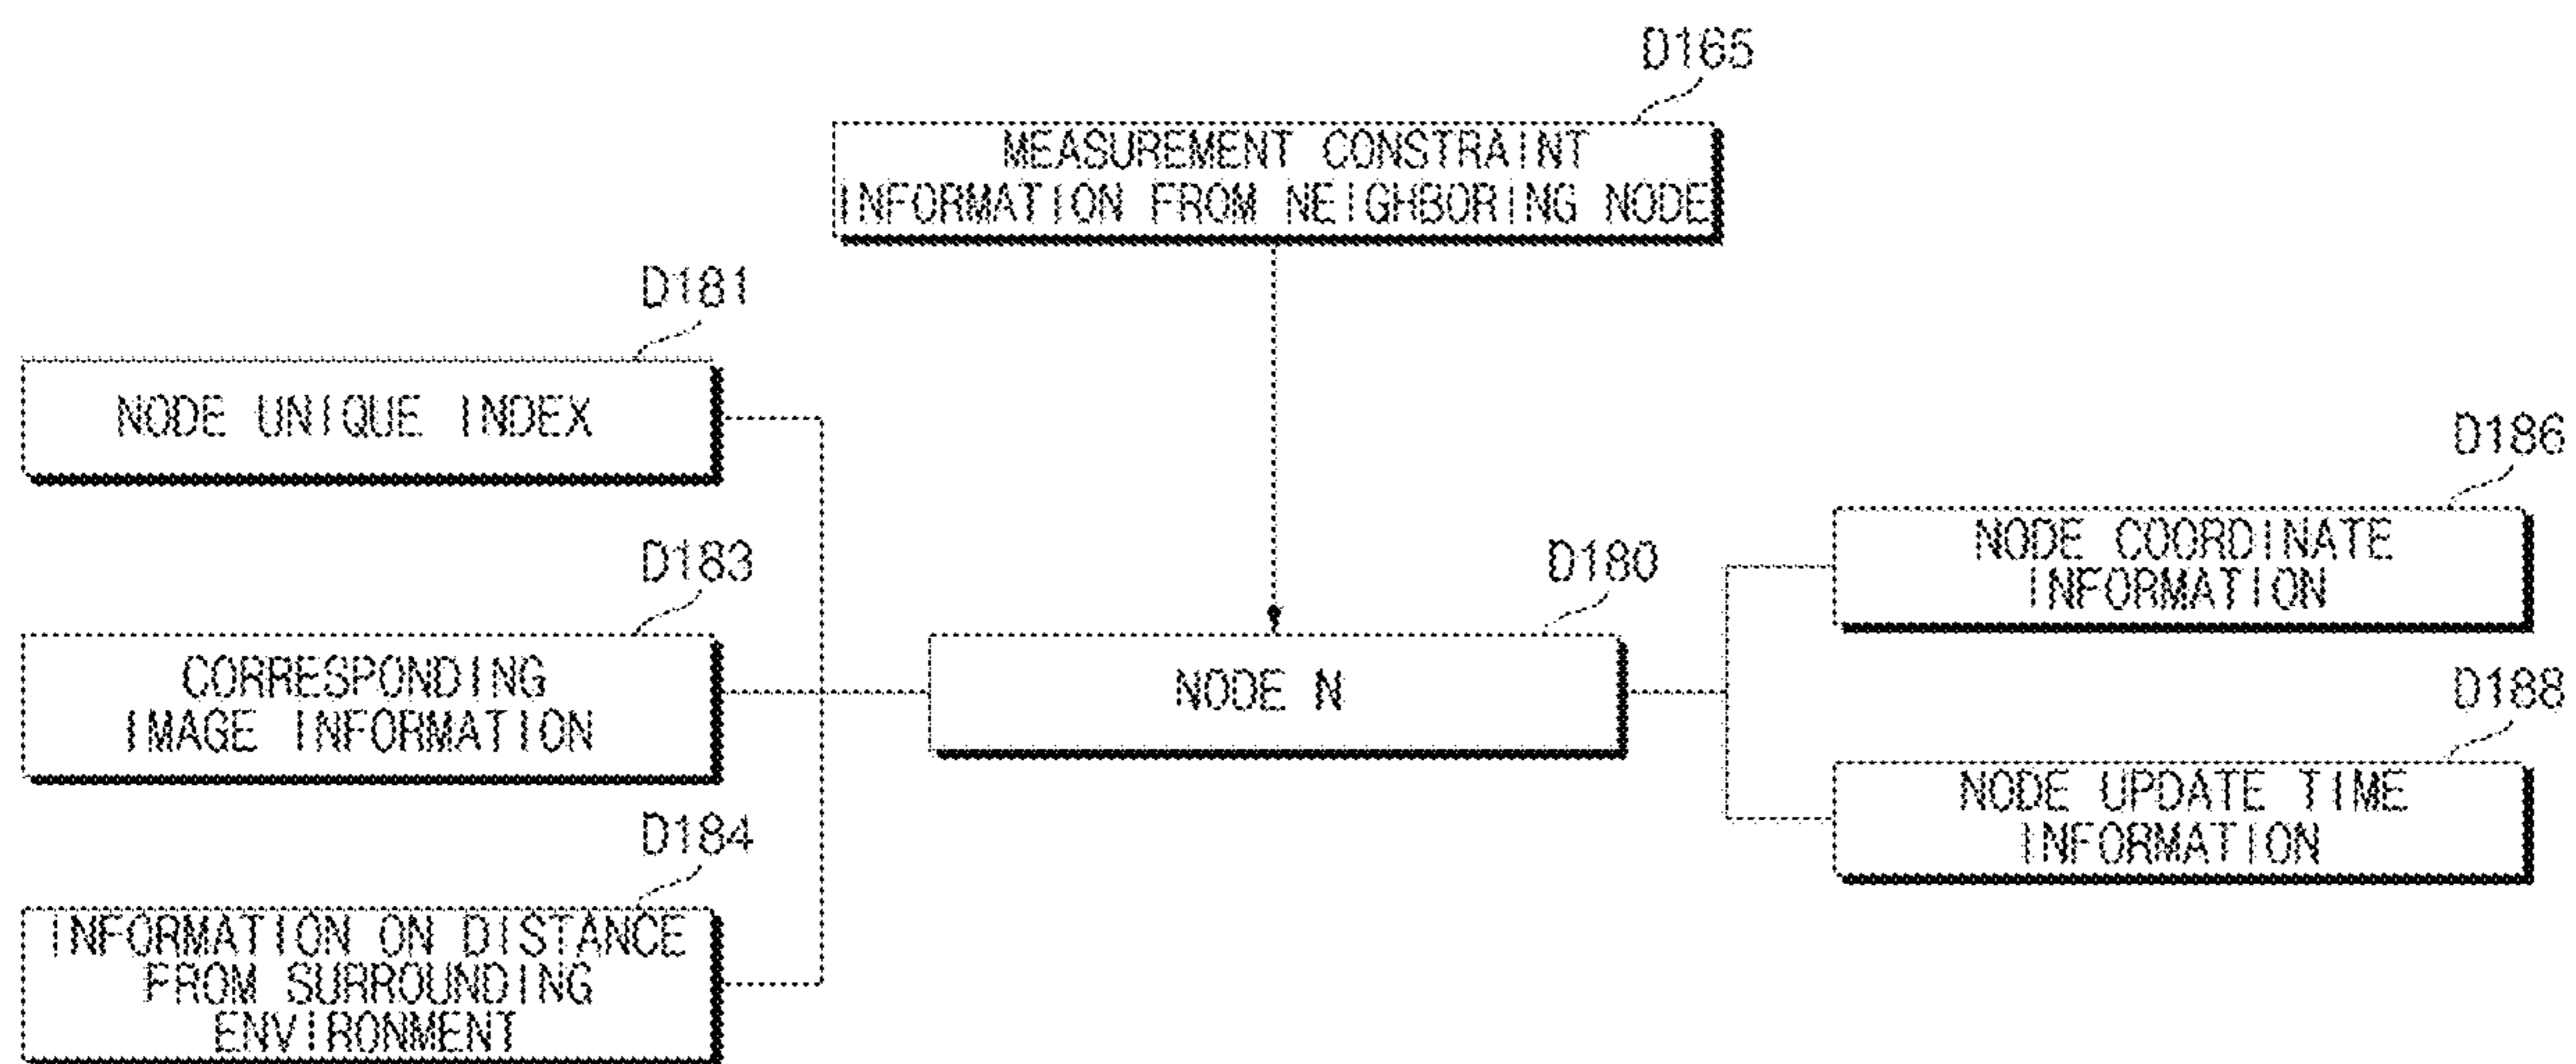 D165
MEASUREMENT CONSTRAINT
INFORMATION FROM NEIGHBORING NODE
D181
NODE UNIQUE INDEX
D183
CORRESPONDING
IMAGE INFORMATION
D184
INFORMATION ON DISTANCE
FROM SURROUNDING
ENVIRONMENT
D180
NODE N
D186
NODE COORDINATE
INFORMATION
D188
NODE UPDATE TIME
INFORMATION